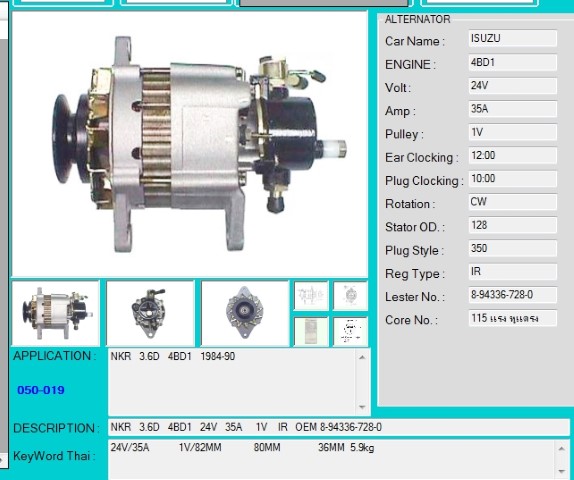 ALTERNATOR
Car Name : ISUZU
ENGINE : 4BD1
Volt : 24V
Amp : 35A
Pulley : 1V
Ear Clocking : 12:00
Plug Clocking : 10:00
Rotation : CW
Stator OD. : 128
Plug Style : 350
Reg Type : IR
Lester No. : 8-94336-728-0
Core No. : 115 แรง ทูแตรง
APPLICATION : NKR 3.6D 4BD1 1984-90
050-019
DESCRIPTION : NKR 3.6D 4BD1 24V 35A 1V IR OEM 8-94336-728-0
KeyWord Thai : 24V/35A 1V/82MM 80MM 36MM 5.9kg